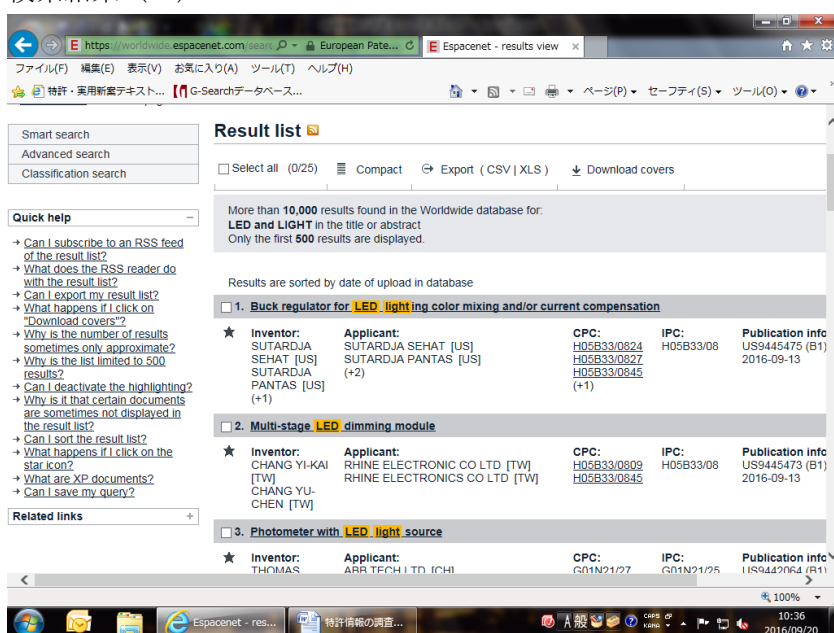 https://worldwide.espacenet.com/searc
European Pate...
Espacenet - results view
ファイル(F) 編集(E) 表示(V) お気に入り(A) ツール(T) ヘルプ(H)
特許・実用新案テキスト... G-Searchデータベース...
ページ(P) セーフティ(S) ツール(O)
Smart search
Advanced search
Classification search
Quick help
Can I subscribe to an RSS feed
of the result list?
What does the RSS reader do
with the result list?
Can I export my result list?
What happens if I click on
"Download covers"?
Why is the number of results
sometimes only approximate?
Why is the list limited to 500
results?
Can I deactivate the highlighting?
Why is it that certain documents
are sometimes not displayed in
the result list?
Can I sort the result list?
What happens if I click on the
star icon?
What are XP documents?
Can I save my query?
Related links +
Result list
Select all (0/25) Compact Export ( CSV | XLS ) Download covers
More than 10,000 results found in the Worldwide database for:
LED and LIGHT in the title or abstract
Only the first 500 results are displayed.
Results are sorted by date of upload in database
1. Buck regulator for LED lighting color mixing and/or current compensation
Inventor: Applicant: CPC: IPC: Publication info
SUTARDJA SUTARDJA SEHAT [US] H05B33/0824 H05B33/08 US9445475 (B1)
SEHAT [US] SUTARDJA PANTAS [US] H05B33/0827 2016-09-13
SUTARDJA (+2) H05B33/0845
PANTAS [US] (+1)
(+1)
2. Multi-stage LED dimming module
Inventor: Applicant: CPC: IPC: Publication info
CHANG YI-KAI RHINE ELECTRONIC CO LTD [TW] H05B33/0809 H05B33/08 US9445473 (B1)
[TW] RHINE ELECTRONICS CO LTD [TW] H05B33/0845 2016-09-13
CHANG YU-
CHEN [TW]
3. Photometer with LED light source
Inventor: Applicant: CPC: IPC: Publication info
THOMAS ABB TECH LTD [CH] G01N21/27 G01N21/25 US9442064 (B1)
100%
Espacenet - res... 特許情報の調査...
A 般 CAPS KANA
10:36
2016/09/20